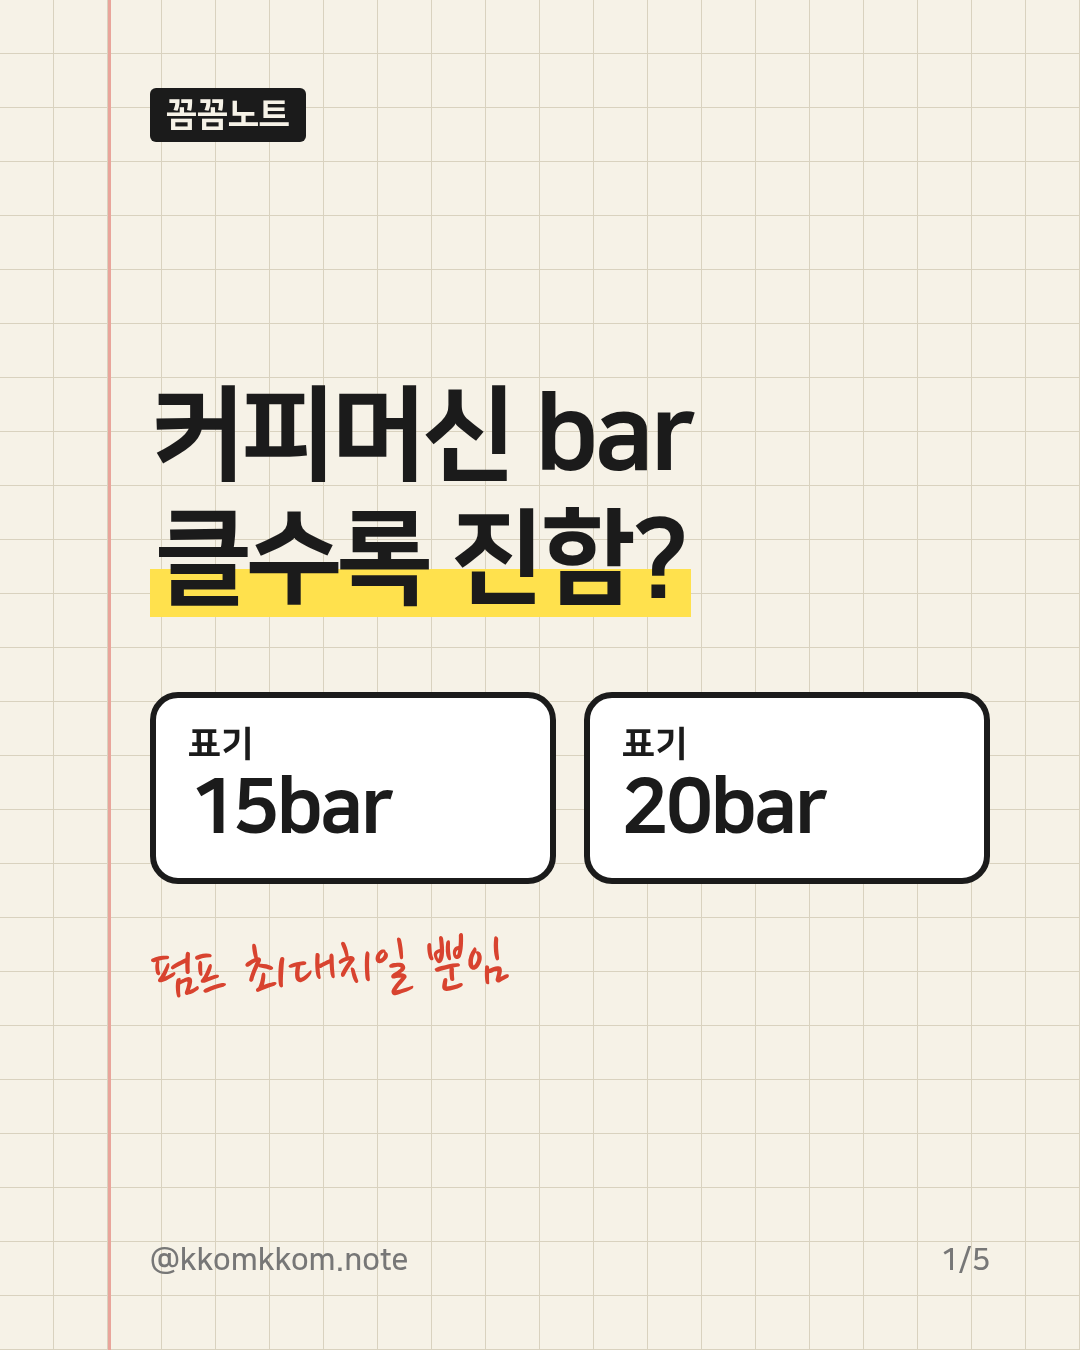 꼼꼼노트
커피머신 bar
클수록 진함?
표기
15bar
표기
20bar
펌프 최대치일 뿐임
@kkomkkom.note
1/5